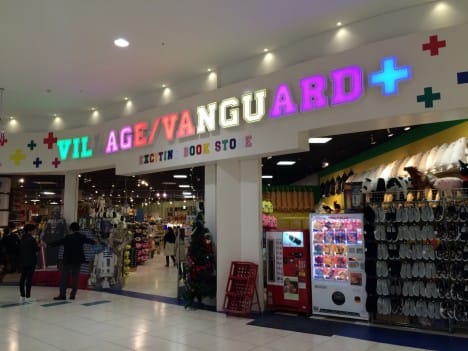 VILLAGE/VANGUARD+
EXCITING BOOK STORE